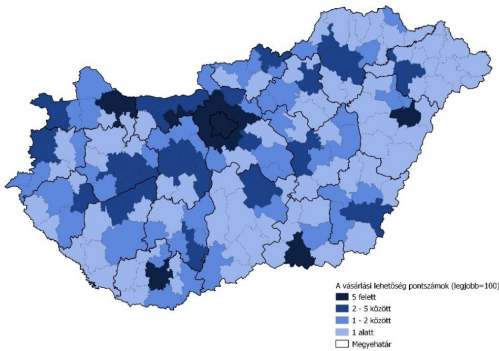 A vásárlási lehetőség pontszámok (legjobb=100)
5 felett
2 - 5 között
1 - 2 között
1 alatt
Megyehatár